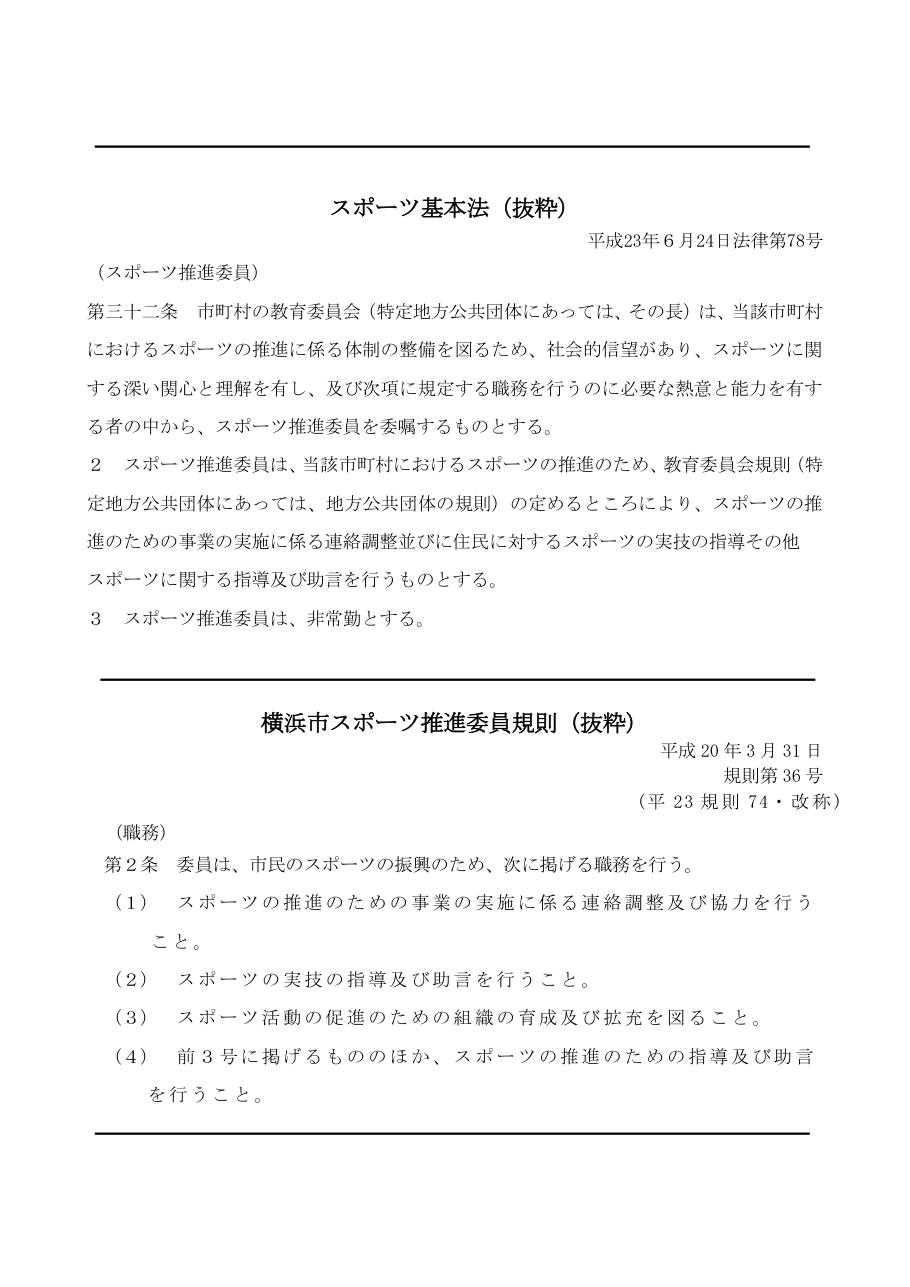 スポーツ基本法（抜粋）
平成23年６月24日法律第78号
（スポーツ推進委員）
第三十二条　市町村の教育委員会（特定地方公共団体にあっては、その長）は、当該市町村
におけるスポーツの推進に係る体制の整備を図るため、社会的信望があり、スポーツに関
する深い関心と理解を有し、及び次項に規定する職務を行うのに必要な熱意と能力を有す
る者の中から、スポーツ推進委員を委嘱するものとする。
２　スポーツ推進委員は、当該市町村におけるスポーツの推進のため、教育委員会規則（特
定地方公共団体にあっては、地方公共団体の規則）の定めるところにより、スポーツの推
進のための事業の実施に係る連絡調整並びに住民に対するスポーツの実技の指導その他
スポーツに関する指導及び助言を行うものとする。
３　スポーツ推進委員は、非常勤とする。
横浜市スポーツ推進委員規則（抜粋）
平成 20 年 3 月 31 日
規則第 36 号
（平 23 規則 74・改称）
（職務）
第２条　委員は、市民のスポーツの振興のため、次に掲げる職務を行う。
（1）　スポーツの推進のための事業の実施に係る連絡調整及び協力を行う
こと。
（2）　スポーツの実技の指導及び助言を行うこと。
（3）　スポーツ活動の促進のための組織の育成及び拡充を図ること。
（4）　前３号に掲げるもののほか、スポーツの推進のための指導及び助言
を行うこと。